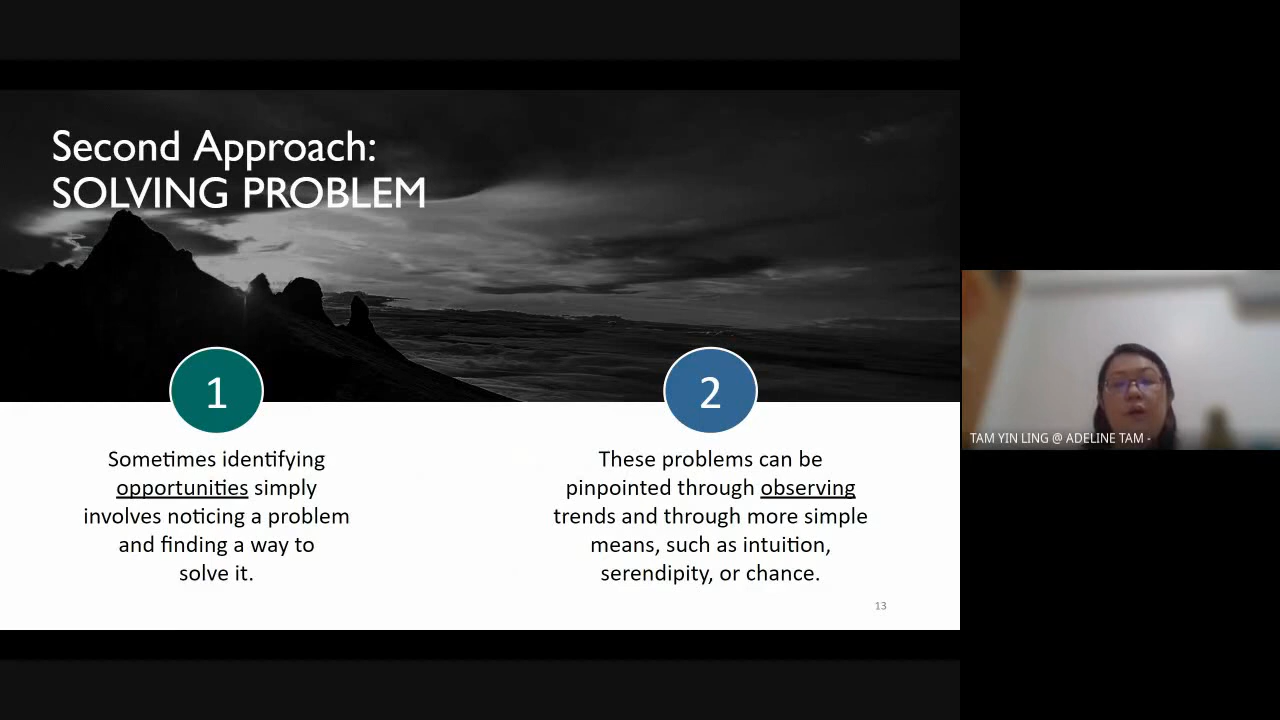 Second Approach:
SOLVING PROBLEM
1
Sometimes identifying
opportunities simply
involves noticing a problem
and finding a way to
solve it.
2
These problems can be
pinpointed through observing
trends and through more simple
means, such as intuition,
serendipity, or chance.
13
TAM YIN LING @ ADELINE TAM -